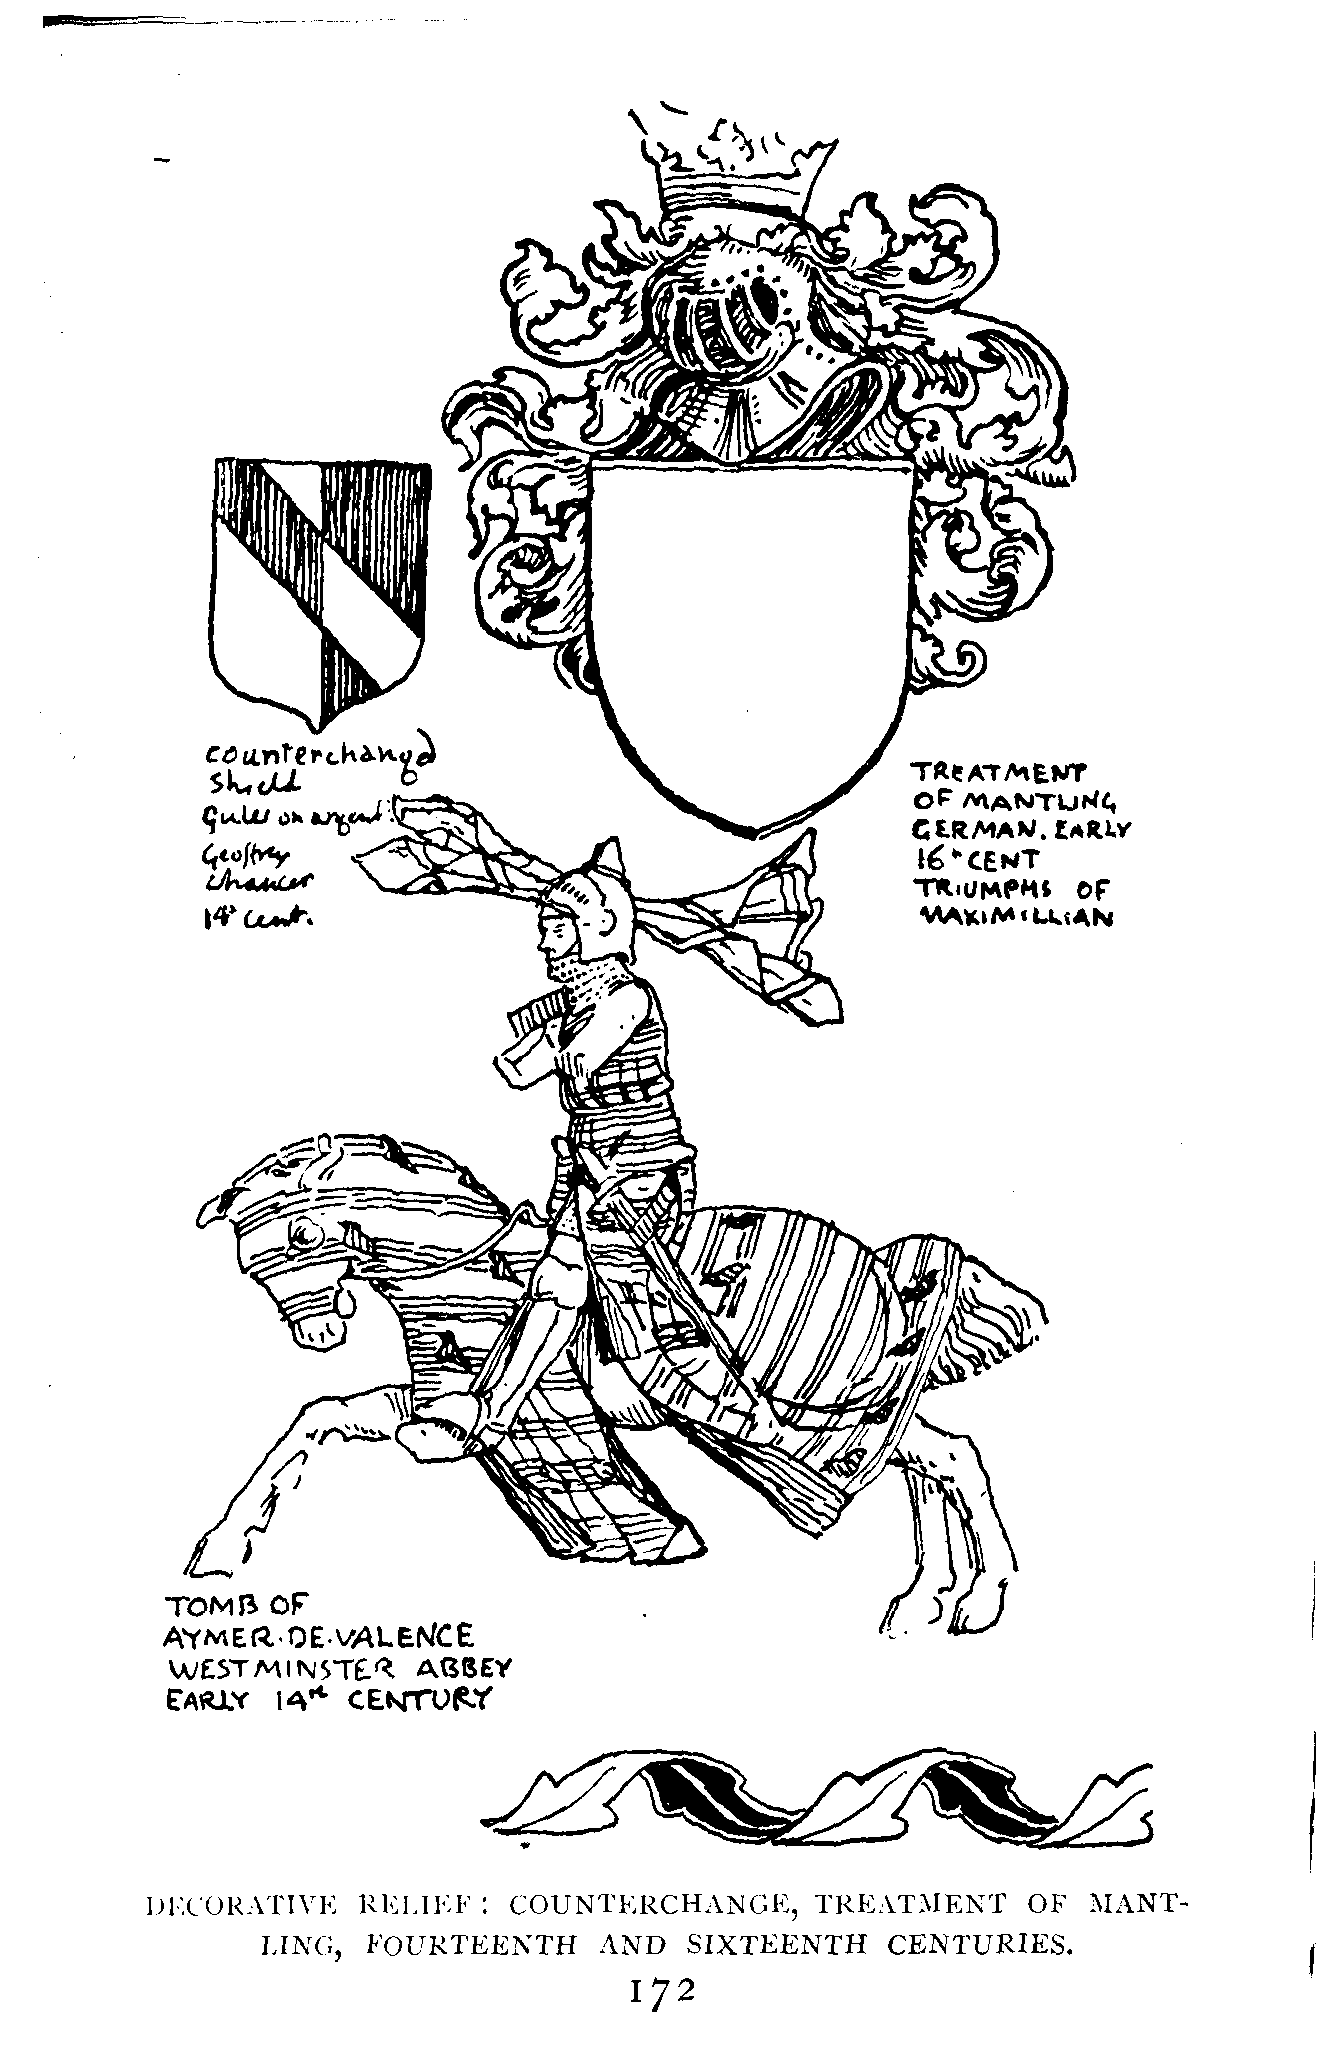 counterchanged
shield
Gules on argent
Geoffrey
Chaucer
14' cent.
TREATMENT
OF MANTLING
GERMAN. EARLY
16" CENT
TRIUMPHS OF
MAXIMILLIAN
TOMB OF
AYMER·DE·VALENCE
WESTMINSTER ABBEY
EARLY 14TH CENTURY
DECORATIVE RELIEF: COUNTERCHANGE, TREATMENT OF MANT-
LING, FOURTEENTH AND SIXTEENTH CENTURIES.
172